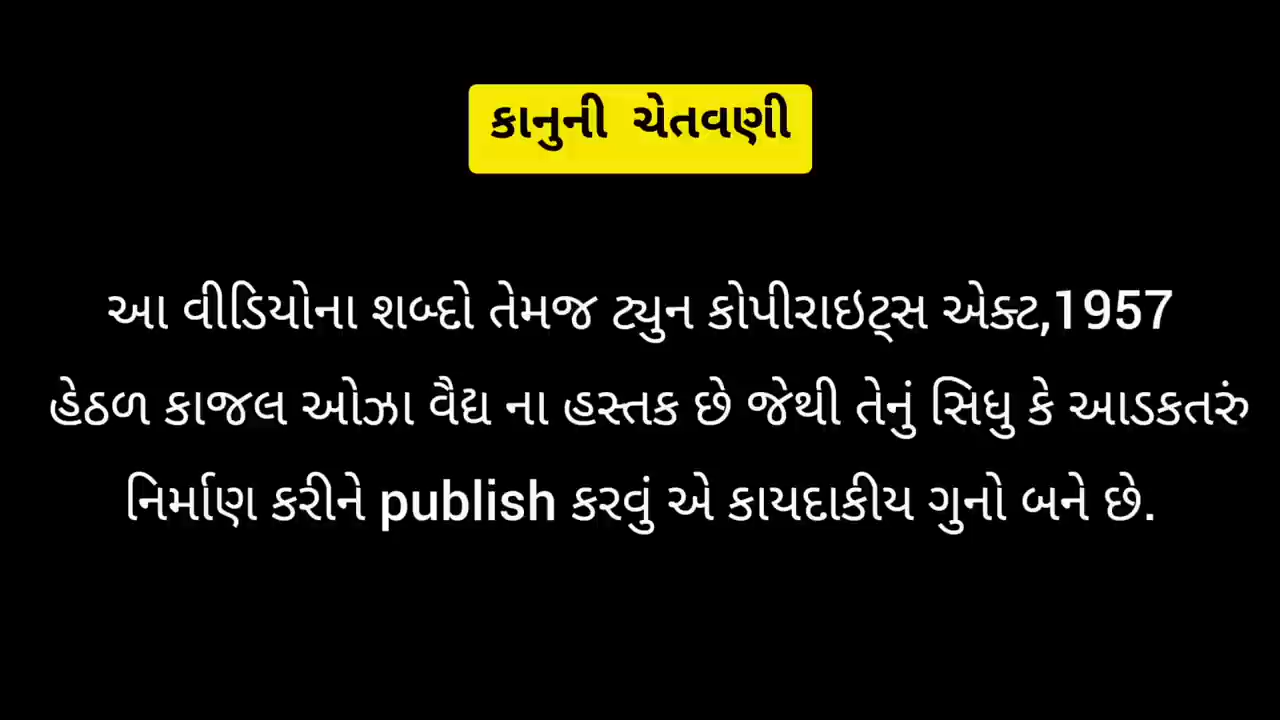 કાનુની ચેતવણી
આ વીડિયોના શબ્દો તેમજ ટ્યુન કોપીરાઇટ્સ એક્ટ,1957
હેઠળ કાજલ ઓઝા વૈદ્ય ના હસ્તક છે જેથી તેનું સિધુ કે આડકતરું
નિર્માણ કરીને publish કરવું એ કાયદાકીય ગુનો બને છે.